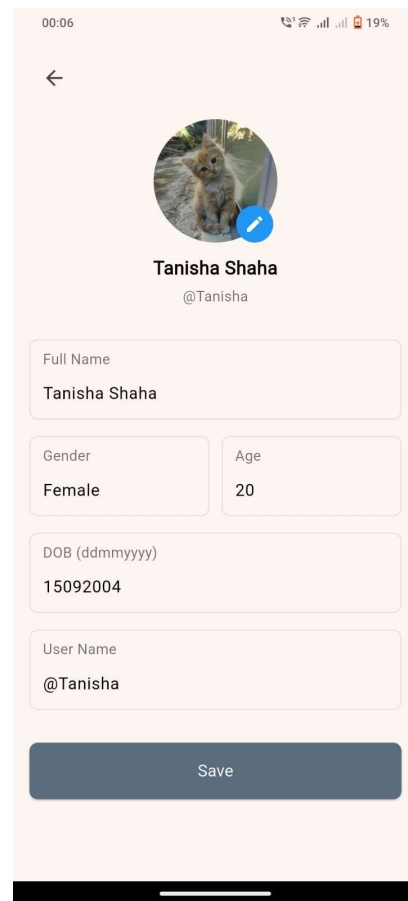 00:06 19%
Tanisha Shaha
@Tanisha
Full Name
Tanisha Shaha
Gender Age
Female 20
DOB (ddmmyyyy)
15092004
User Name
@Tanisha
Save